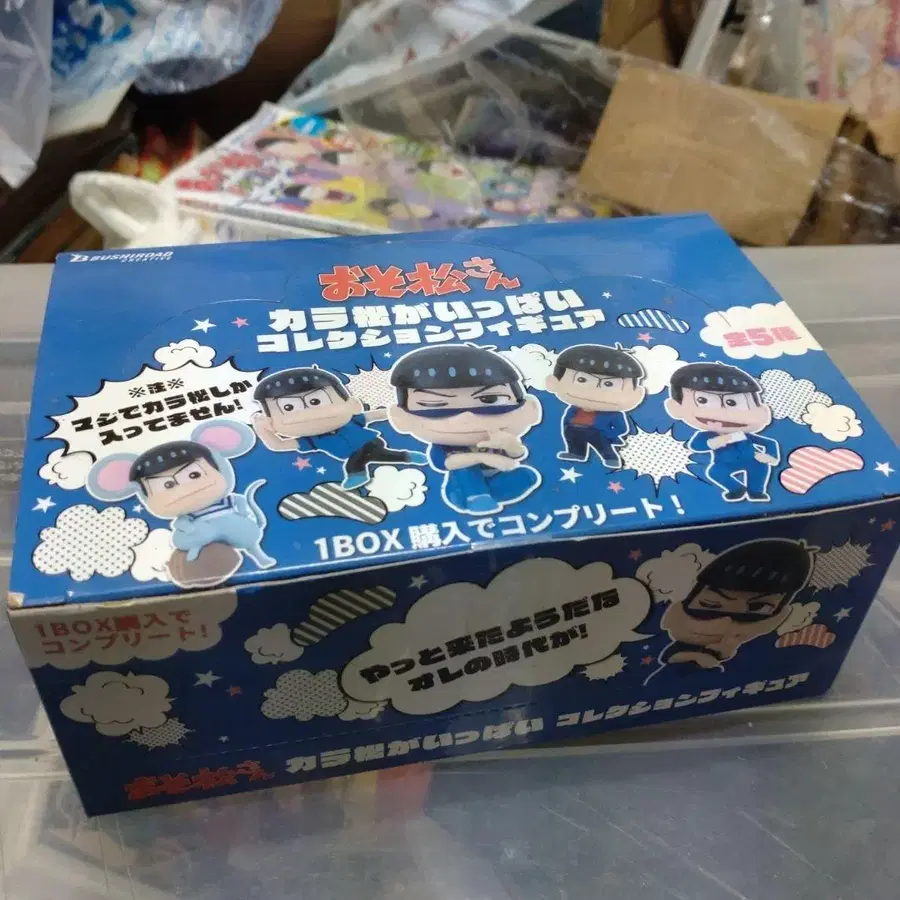 BUSHIROAD
CREATIVE
おそ松さん
カラ松がいっぱい
コレクションフィギュア
全5種
※注※
マジでカラ松しか
入ってません!
1BOX 購入でコンプリート!
1BOX購入で
コンプリート!
やっと来たようだな
オレの時代が!
おそ松さん カラ松がいっぱい コレクションフィギュア